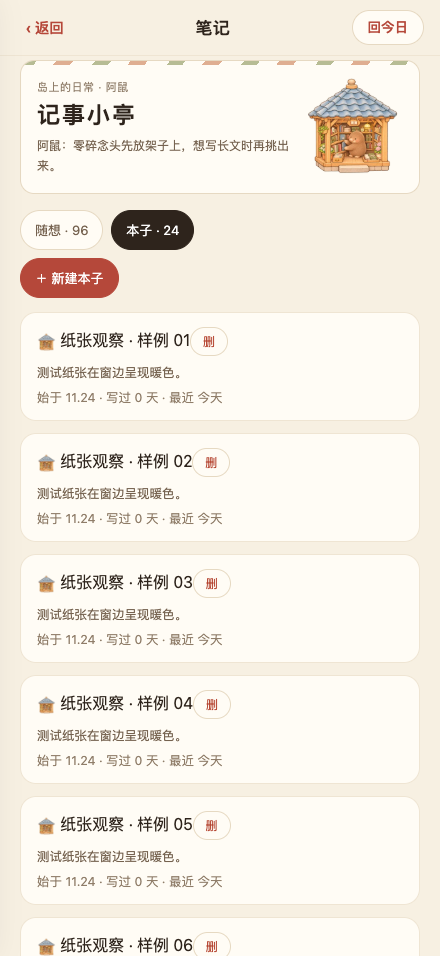 ‹ 返回
笔记
回今日
岛上的日常 · 阿鼠
记事小亭
阿鼠：零碎念头先放架子上，想写长文时再挑出
来。
随想 · 96
本子 · 24
＋ 新建本子
纸张观察 · 样例 01
删
测试纸张在窗边呈现暖色。
始于 11.24 · 写过 0 天 · 最近 今天
纸张观察 · 样例 02
删
测试纸张在窗边呈现暖色。
始于 11.24 · 写过 0 天 · 最近 今天
纸张观察 · 样例 03
删
测试纸张在窗边呈现暖色。
始于 11.24 · 写过 0 天 · 最近 今天
纸张观察 · 样例 04
删
测试纸张在窗边呈现暖色。
始于 11.24 · 写过 0 天 · 最近 今天
纸张观察 · 样例 05
删
测试纸张在窗边呈现暖色。
始于 11.24 · 写过 0 天 · 最近 今天
纸张观察 · 样例 06
删